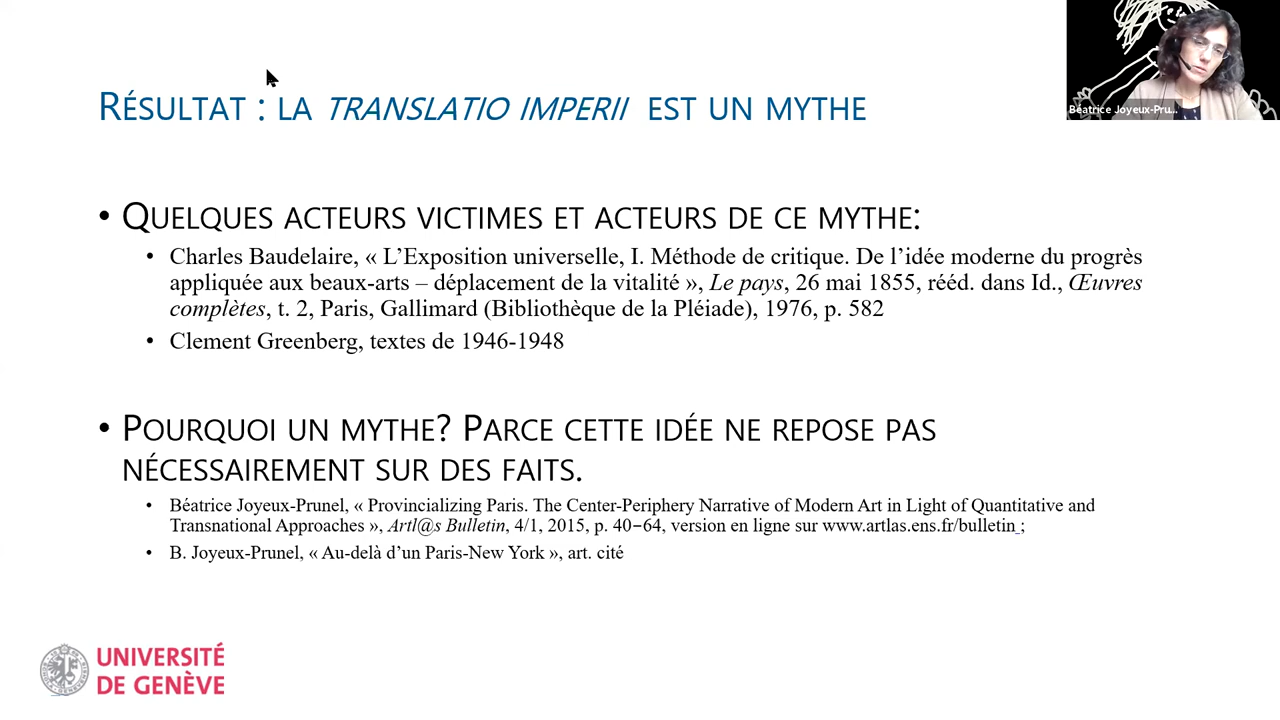 RÉSULTAT : LA TRANSLATIO IMPERII EST UN MYTHE
Béatrice Joyeux-Pru...
• QUELQUES ACTEURS VICTIMES ET ACTEURS DE CE MYTHE:
• Charles Baudelaire, « L’Exposition universelle, I. Méthode de critique. De l’idée moderne du progrès
appliquée aux beaux-arts – déplacement de la vitalité », Le pays, 26 mai 1855, rééd. dans Id., Œuvres
complètes, t. 2, Paris, Gallimard (Bibliothèque de la Pléiade), 1976, p. 582
• Clement Greenberg, textes de 1946-1948
• POURQUOI UN MYTHE? PARCE CETTE IDÉE NE REPOSE PAS
NÉCESSAIREMENT SUR DES FAITS.
• Béatrice Joyeux-Prunel, « Provincializing Paris. The Center-Periphery Narrative of Modern Art in Light of Quantitative and
Transnational Approaches », Artl@s Bulletin, 4/1, 2015, p. 40–64, version en ligne sur www.artlas.ens.fr/bulletin ;
• B. Joyeux-Prunel, « Au-delà d’un Paris-New York », art. cité
UNIVERSITÉ
DE GENÈVE